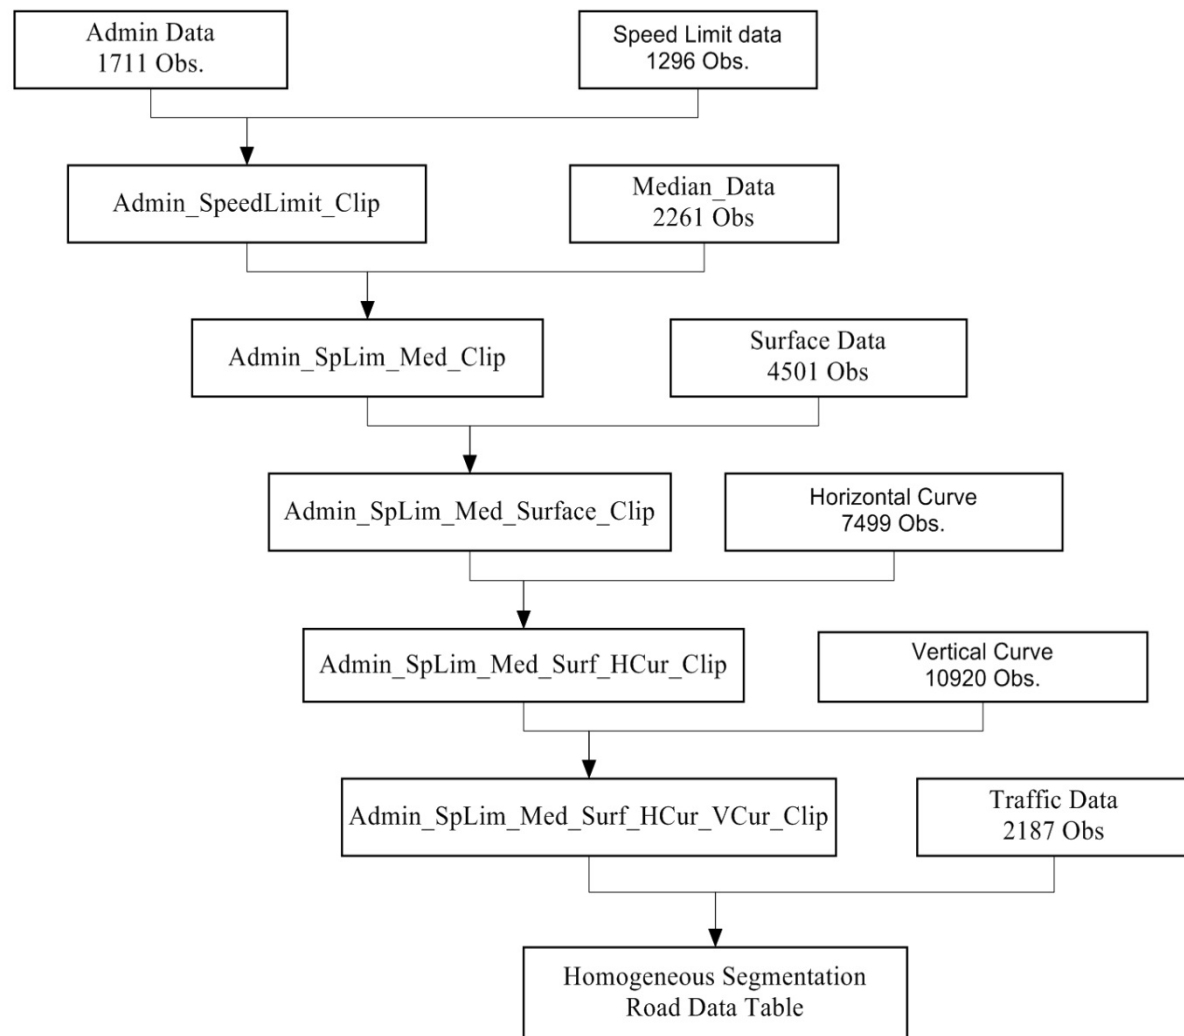 Admin Data
1711 Obs.
Speed Limit data
1296 Obs.
Admin_SpeedLimit_Clip
Median_Data
2261 Obs
Admin_SpLim_Med_Clip
Surface Data
4501 Obs
Admin_SpLim_Med_Surface_Clip
Horizontal Curve
7499 Obs.
Admin_SpLim_Med_Surf_HCur_Clip
Vertical Curve
10920 Obs.
Admin_SpLim_Med_Surf_HCur_VCur_Clip
Traffic Data
2187 Obs
Homogeneous Segmentation
Road Data Table